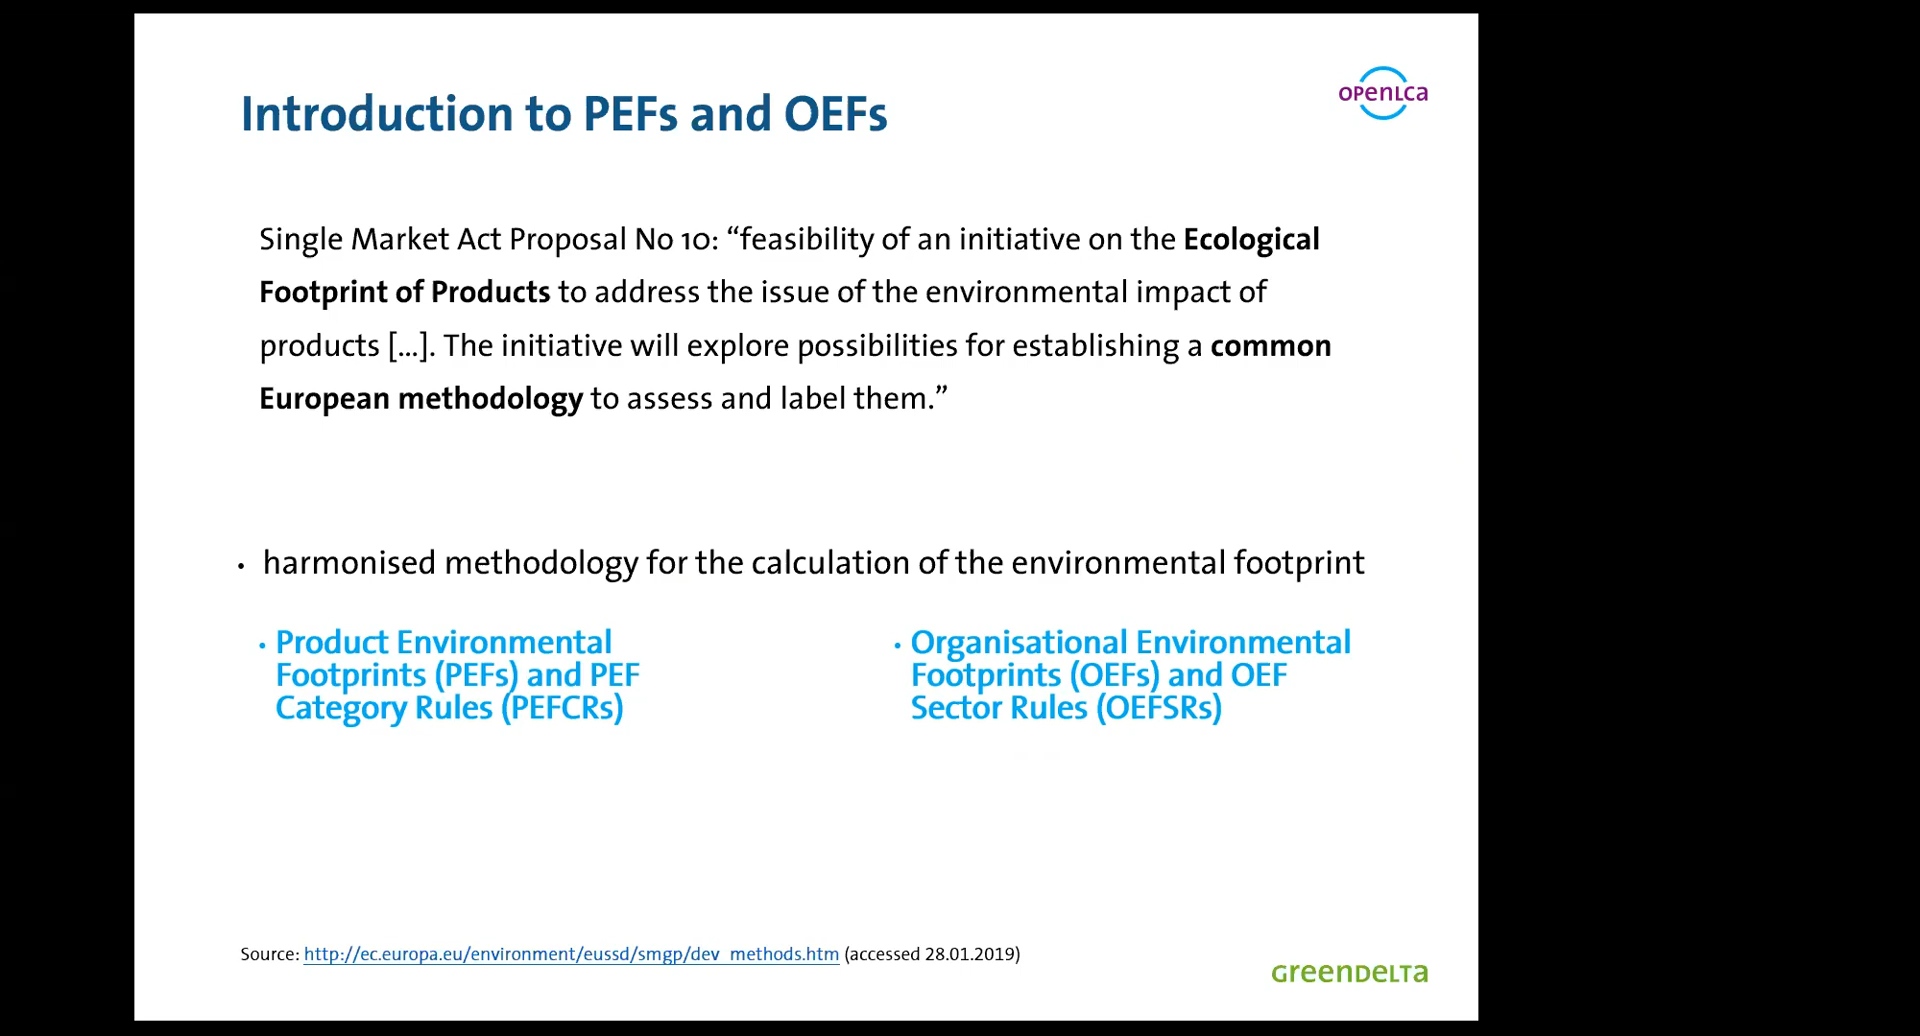 Introduction to PEFs and OEFs
openLca
Single Market Act Proposal No 10: “feasibility of an initiative on the Ecological
Footprint of Products to address the issue of the environmental impact of
products [...]. The initiative will explore possibilities for establishing a common
European methodology to assess and label them.”
• harmonised methodology for the calculation of the environmental footprint
• Product Environmental
Footprints (PEFs) and PEF
Category Rules (PEFCRs)
• Organisational Environmental
Footprints (OEFs) and OEF
Sector Rules (OEFSRs)
Source: http://ec.europa.eu/environment/eussd/smgp/dev_methods.htm (accessed 28.01.2019)
GreenDelta